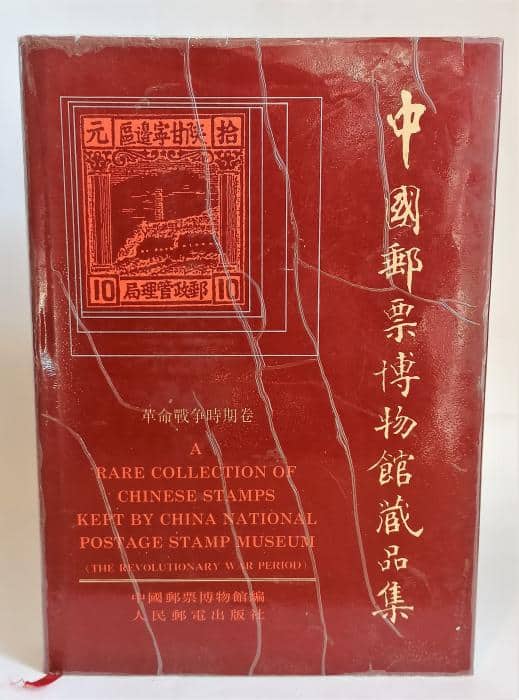 中國郵票博物館藏品集
元 區邊寧甘陝 拾
10 局理管政郵 10
革命戰争時期卷
A
RARE COLLECTION OF
CHINESE STAMPS
KEPT BY CHINA NATIONAL
POSTAGE STAMP MUSEUM
(THE REVOLUTIONARY WAR PERIOD)
中國郵票博物館編
人民郵電出版社